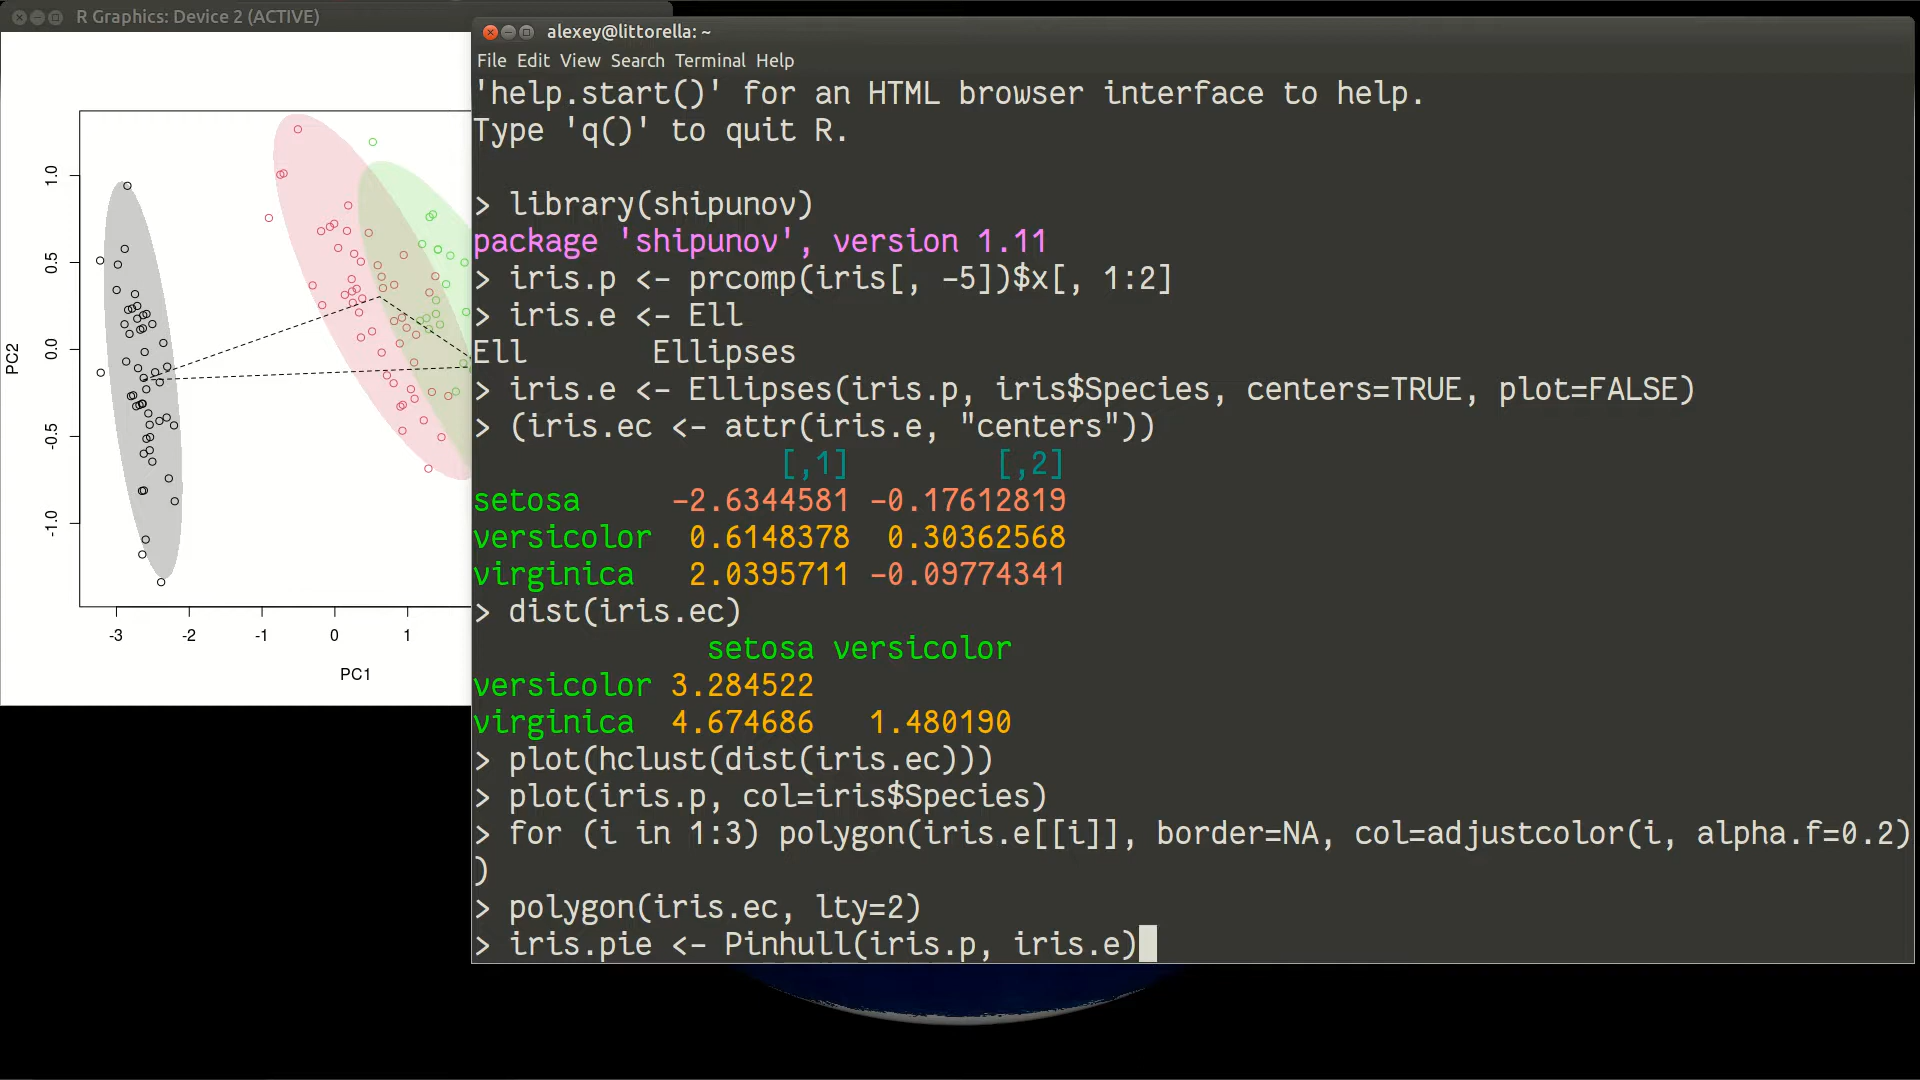 R Graphics: Device 2 (ACTIVE)
PC2
1.0
0.5
0.0
-0.5
-1.0
-3 -2 -1 0 1
PC1
alexey@littorella: ~
File Edit View Search Terminal Help
'help.start()' for an HTML browser interface to help.
Type 'q()' to quit R.
> library(shipunov)
package 'shipunov', version 1.11
> iris.p <- prcomp(iris[, -5])$x[, 1:2]
> iris.e <- Ell
Ell       Ellipses
> iris.e <- Ellipses(iris.p, iris$Species, centers=TRUE, plot=FALSE)
> (iris.ec <- attr(iris.e, "centers"))
                 [,1]        [,2]
setosa     -2.6344581 -0.17612819
versicolor  0.6148378  0.30362568
virginica   2.0395711 -0.09774341
> dist(iris.ec)
             setosa versicolor
versicolor 3.284522
virginica  4.674686   1.480190
> plot(hclust(dist(iris.ec)))
> plot(iris.p, col=iris$Species)
> for (i in 1:3) polygon(iris.e[[i]], border=NA, col=adjustcolor(i, alpha.f=0.2)
)
> polygon(iris.ec, lty=2)
> iris.pie <- Pinhull(iris.p, iris.e)